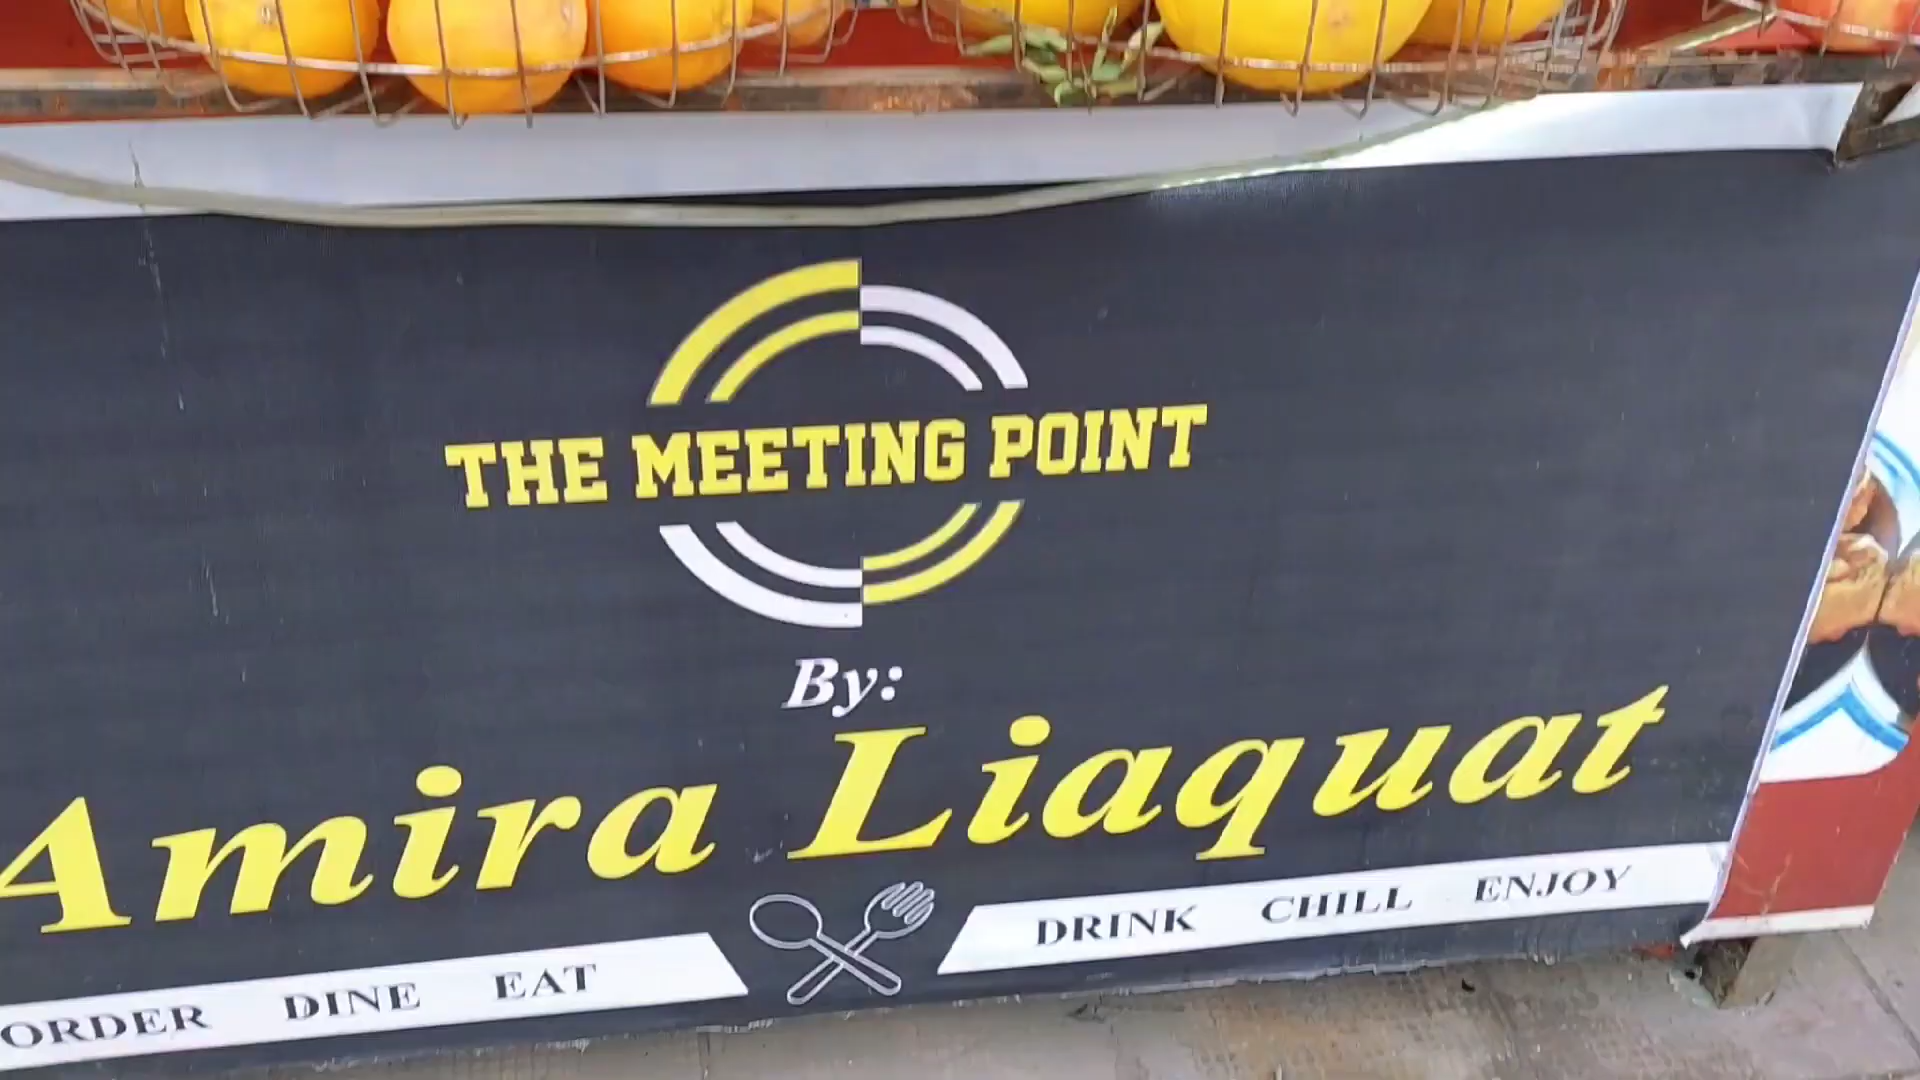 THE MEETING POINT
By:
Amira Liaquat
ORDER DINE EAT DRINK CHILL ENJOY